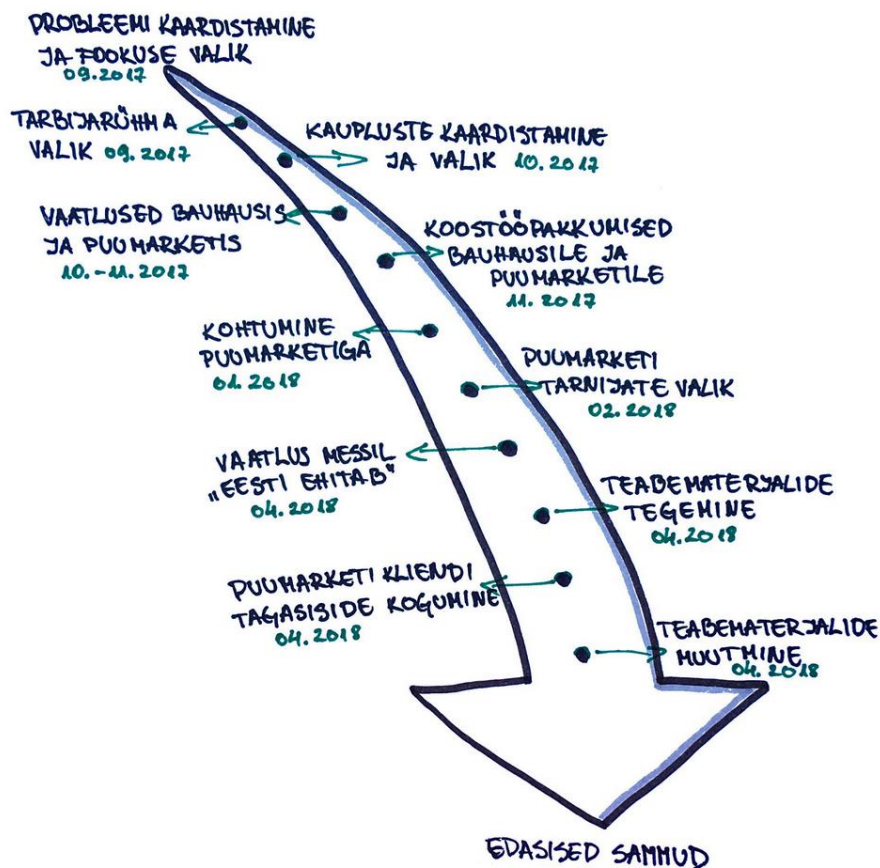 PROBLEEMI KAARDISTAMINE
JA FOOKUSE VALIK
09.2017
TARBIJARÜHMA
VALIK 09.2017
KAUPLUSTE KAARDISTAMINE
JA VALIK 10.2017
VAATLUSED BAUHAUSIS
JA PUUMARKETIS
10.-11.2017
KOOSTÖÖPAKKUMISED
BAUHAUSILE JA
PUUMARKETILE
11.2017
KOHTUMINE
PUUMARKETIGA
01.2018
PUUMARKETI
TARNIJATE VALIK
02.2018
VAATLUS MESSIL
„EESTI EHITAB"
04.2018
TEABEMATERJALIDE
TEGEMINE
04.2018
PUUMARKETI KLIENDI
TAGASISIDE KOGUMINE
04.2018
TEABEMATERJALIDE
MUUTMINE
04.2018
EDASISED SAMMUD